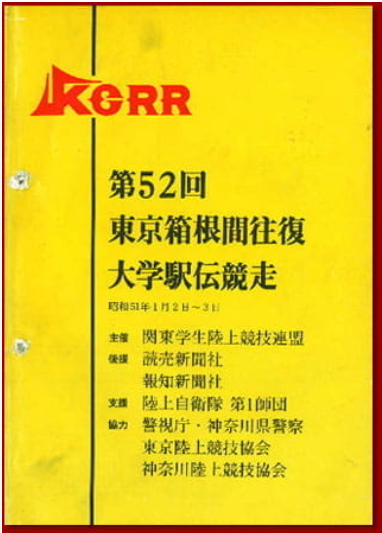 KGRR
第52回
東京箱根間往復
大学駅伝競走
昭和51年1月2日~3日
主催 関東学生陸上競技連盟
後援 読売新聞社
報知新聞社
支援 陸上自衛隊 第1師団
協力 警視庁・神奈川県警察
東京陸上競技協会
神奈川陸上競技協会